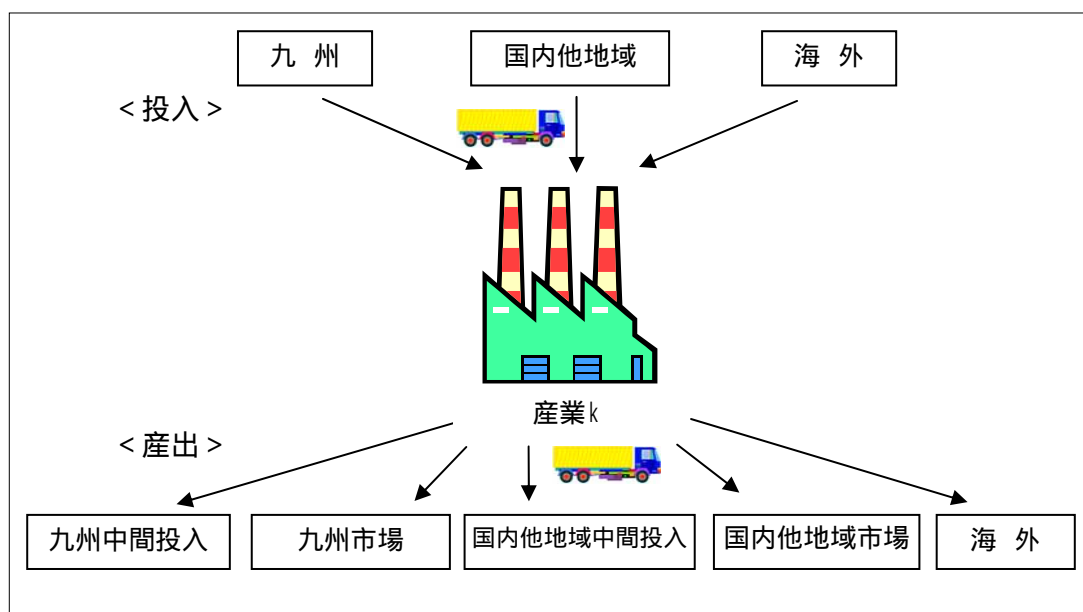 九 州
国内他地域
海 外
＜投入＞
産業ｋ
＜産出＞
九州中間投入
九州市場
国内他地域中間投入
国内他地域市場
海 外